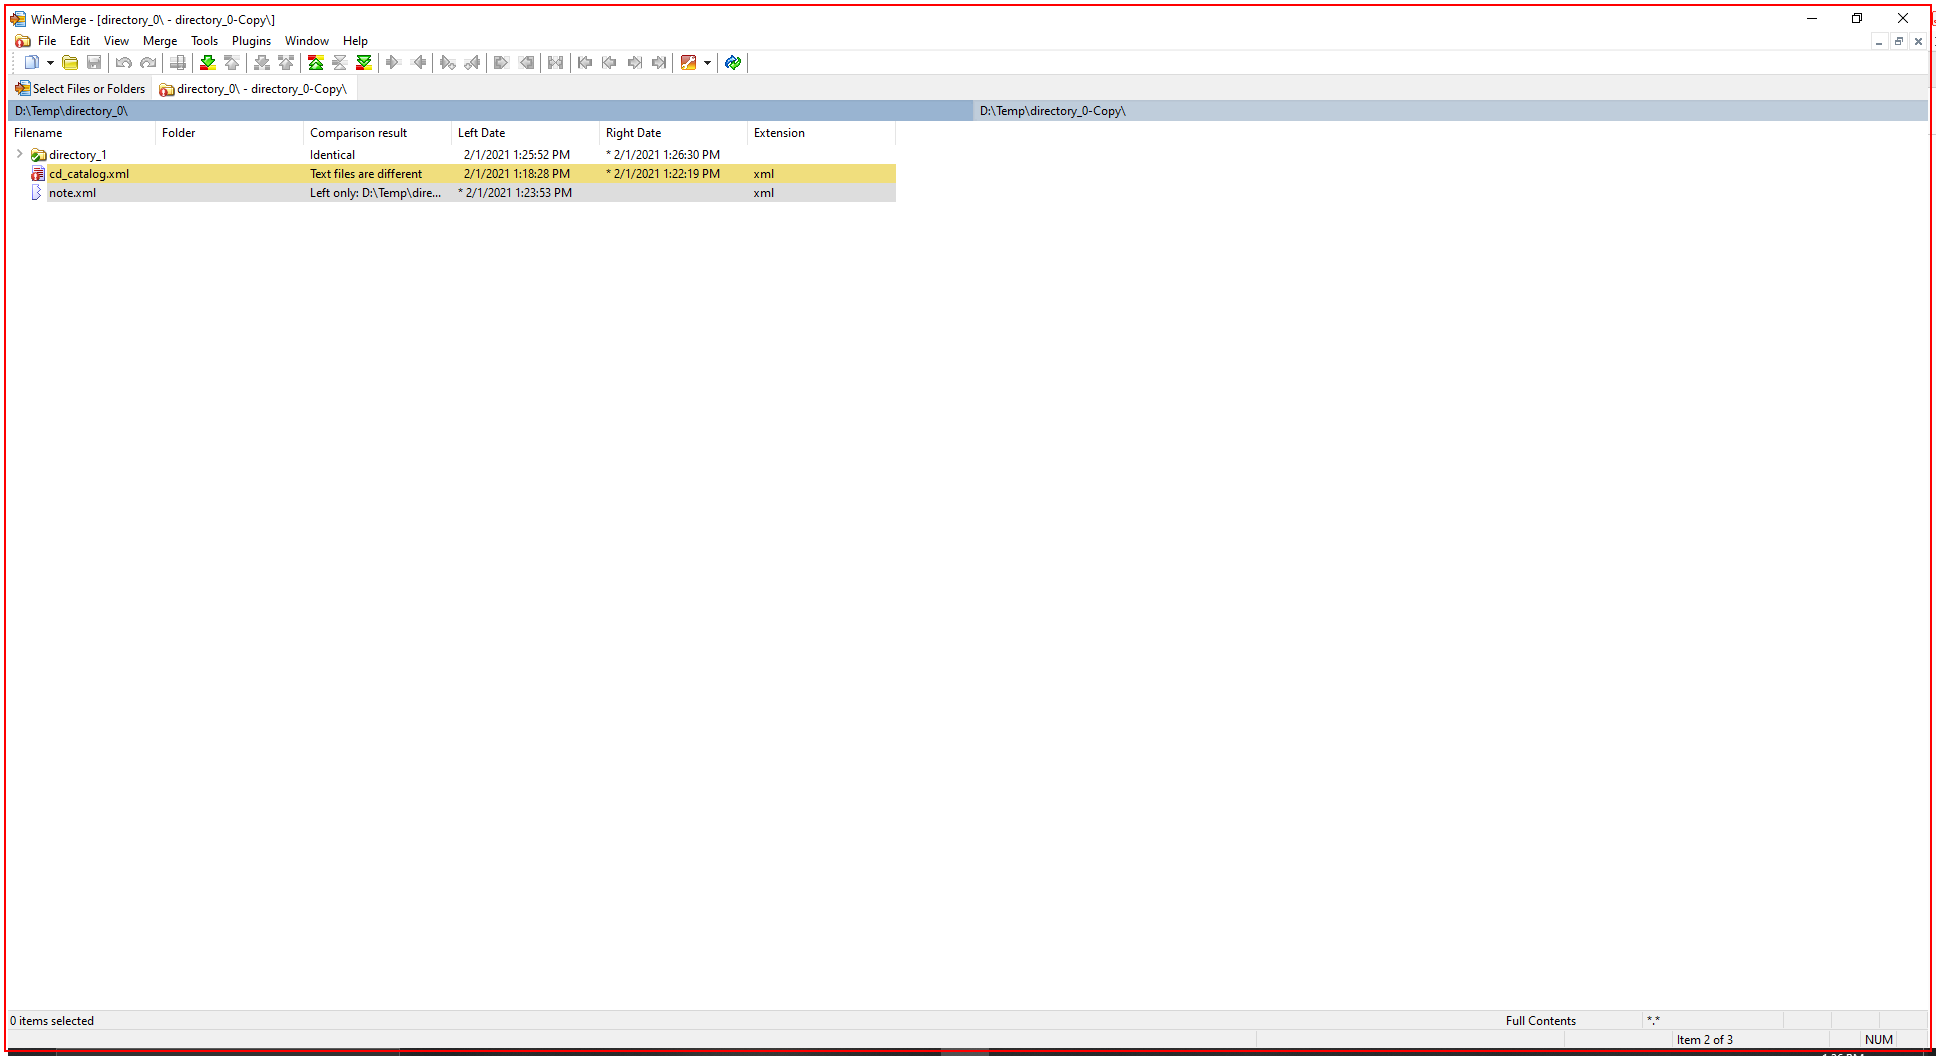 WinMerge - [directory_0\ - directory_0-Copy\]
File Edit View Merge Tools Plugins Window Help
Select Files or Folders directory_0\ - directory_0-Copy\
D:\Temp\directory_0\ D:\Temp\directory_0-Copy\
Filename Folder Comparison result Left Date Right Date Extension
directory_1 Identical 2/1/2021 1:25:52 PM * 2/1/2021 1:26:30 PM
cd_catalog.xml Text files are different 2/1/2021 1:18:28 PM * 2/1/2021 1:22:19 PM xml
note.xml Left only: D:\Temp\dire... * 2/1/2021 1:23:53 PM xml
0 items selected Full Contents *.*
Item 2 of 3 NUM